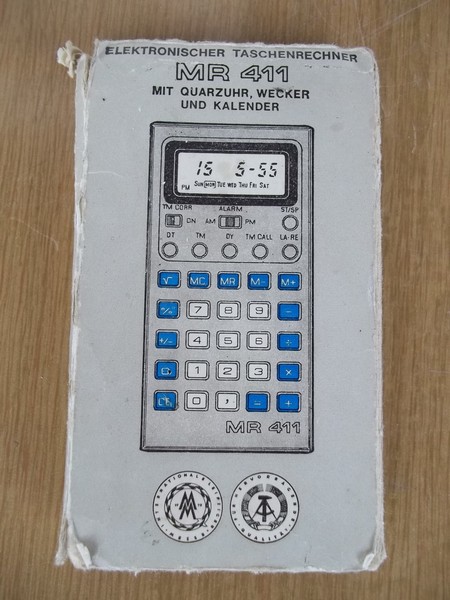 ELEKTRONISCHER TASCHENRECHNER
MR 411
MIT QUARZUHR, WECKER
UND KALENDER
15 5-55
PM SUN MON TUE WED THU FRI SAT
TM CORR ALARM ST/SP
ON AM PM
DT TM DY TM CALL LA-RE
√ MC MR M- M+
% 7 8 9 -
+/- 4 5 6 ÷
C 1 2 3 ×
0 , = +
MR 411